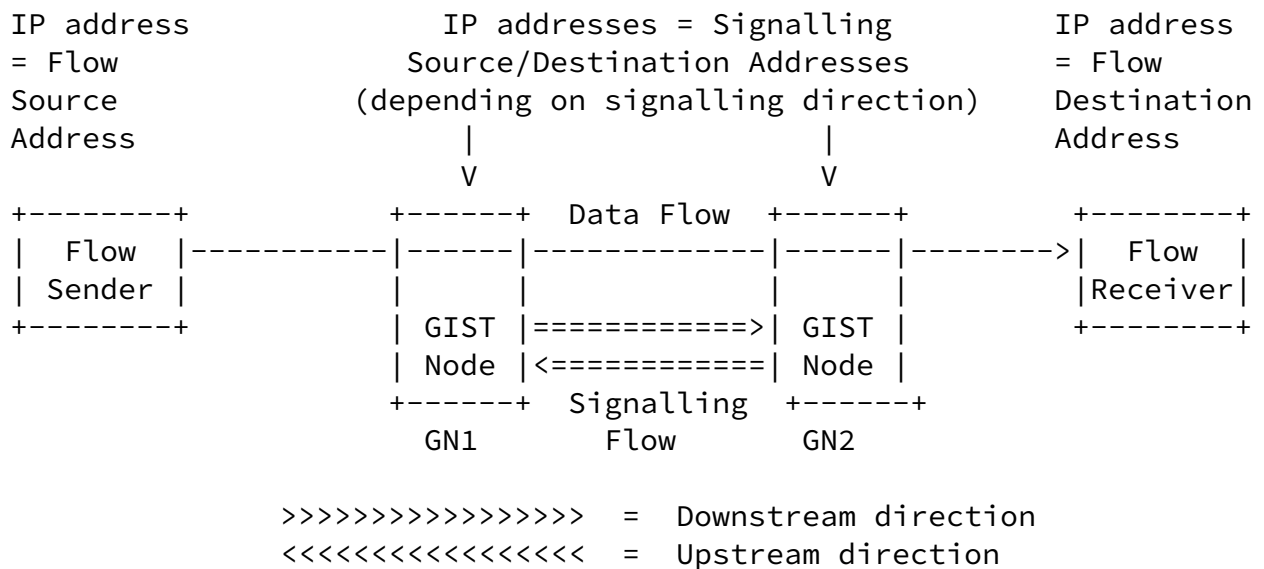 IP address               IP addresses = Signalling         IP address
= Flow                 Source/Destination Addresses        = Flow
Source              (depending on signalling direction)    Destination
Address                   |                   |            Address
                          V                   V
+--------+           +------+  Data Flow  +------+         +--------+
|  Flow  |-----------|------|-------------|------|-------->|  Flow  |
| Sender |           |      |             |      |         |Receiver|
+--------+           | GIST |============>| GIST |         +--------+
                     | Node |<============| Node |
                     +------+  Signalling  +------+
                       GN1       Flow       GN2
>>>>>>>>>>>>>>>>>  =  Downstream direction
<<<<<<<<<<<<<<<<<  =  Upstream direction